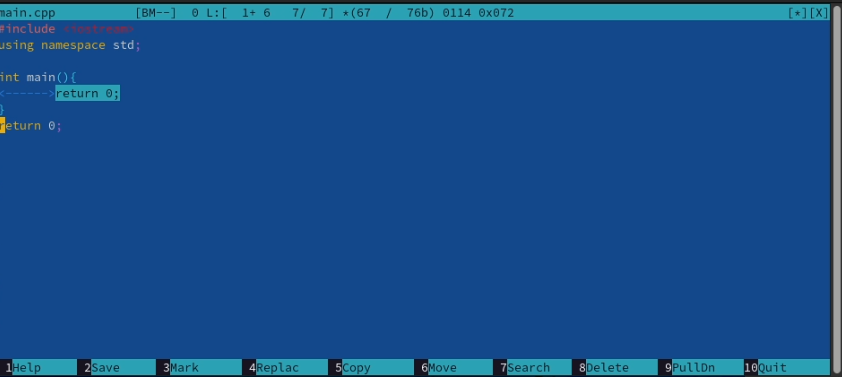 main.cpp [BM--] 0 L:[ 1+ 6 7/ 7] *(67 / 76b) 0114 0x072 [*][X]
#include <iostream>
using namespace std;
int main(){
<------>return 0;
}
return 0;
1Help 2Save 3Mark 4Replac 5Copy 6Move 7Search 8Delete 9PullDn 10Quit